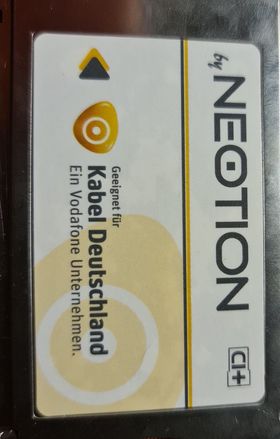 by NEOTION
CI+
Geeignet für
Kabel Deutschland
Ein Vodafone Unternehmen.